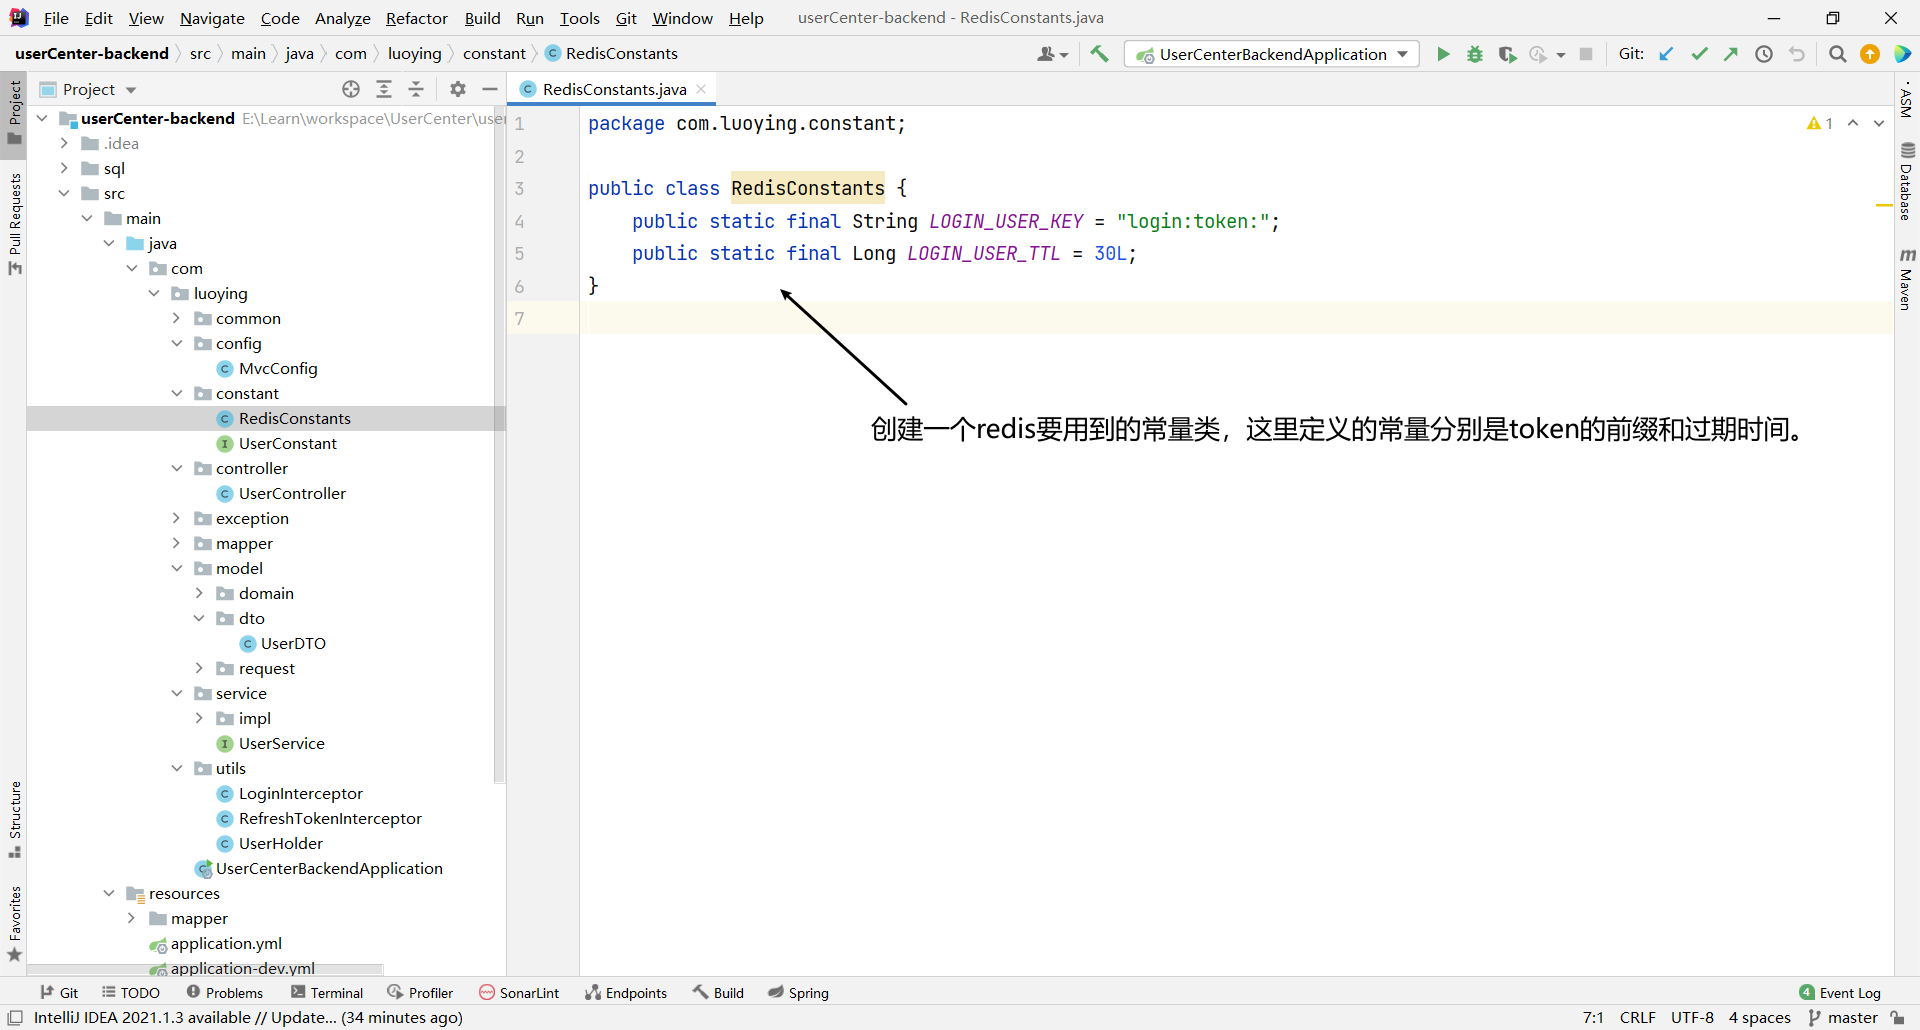 File Edit View Navigate Code Analyze Refactor Build Run Tools Git Window Help userCenter-backend - RedisConstants.java
userCenter-backend src main java com luoying constant RedisConstants
UserCenterBackendApplication
Git:
Project
RedisConstants.java
Project
Pull Requests
Structure
Favorites
userCenter-backend E:\Learn\workspace\UserCenter\user
.idea
sql
src
main
java
com
luoying
common
config
MvcConfig
constant
RedisConstants
UserConstant
controller
UserController
exception
mapper
model
domain
dto
UserDTO
request
service
impl
UserService
utils
LoginInterceptor
RefreshTokenInterceptor
UserHolder
UserCenterBackendApplication
resources
mapper
application.yml
application-dev.yml
1 package com.luoying.constant;
2
3 public class RedisConstants {
4 public static final String LOGIN_USER_KEY = "login:token:";
5 public static final Long LOGIN_USER_TTL = 30L;
6 }
7
1
创建一个redis要用到的常量类，这里定义的常量分别是token的前缀和过期时间。
ASM
Database
Maven
Git TODO Problems Terminal Profiler SonarLint Endpoints Build Spring 4 Event Log
IntelliJ IDEA 2021.1.3 available // Update... (34 minutes ago) 7:1 CRLF UTF-8 4 spaces master